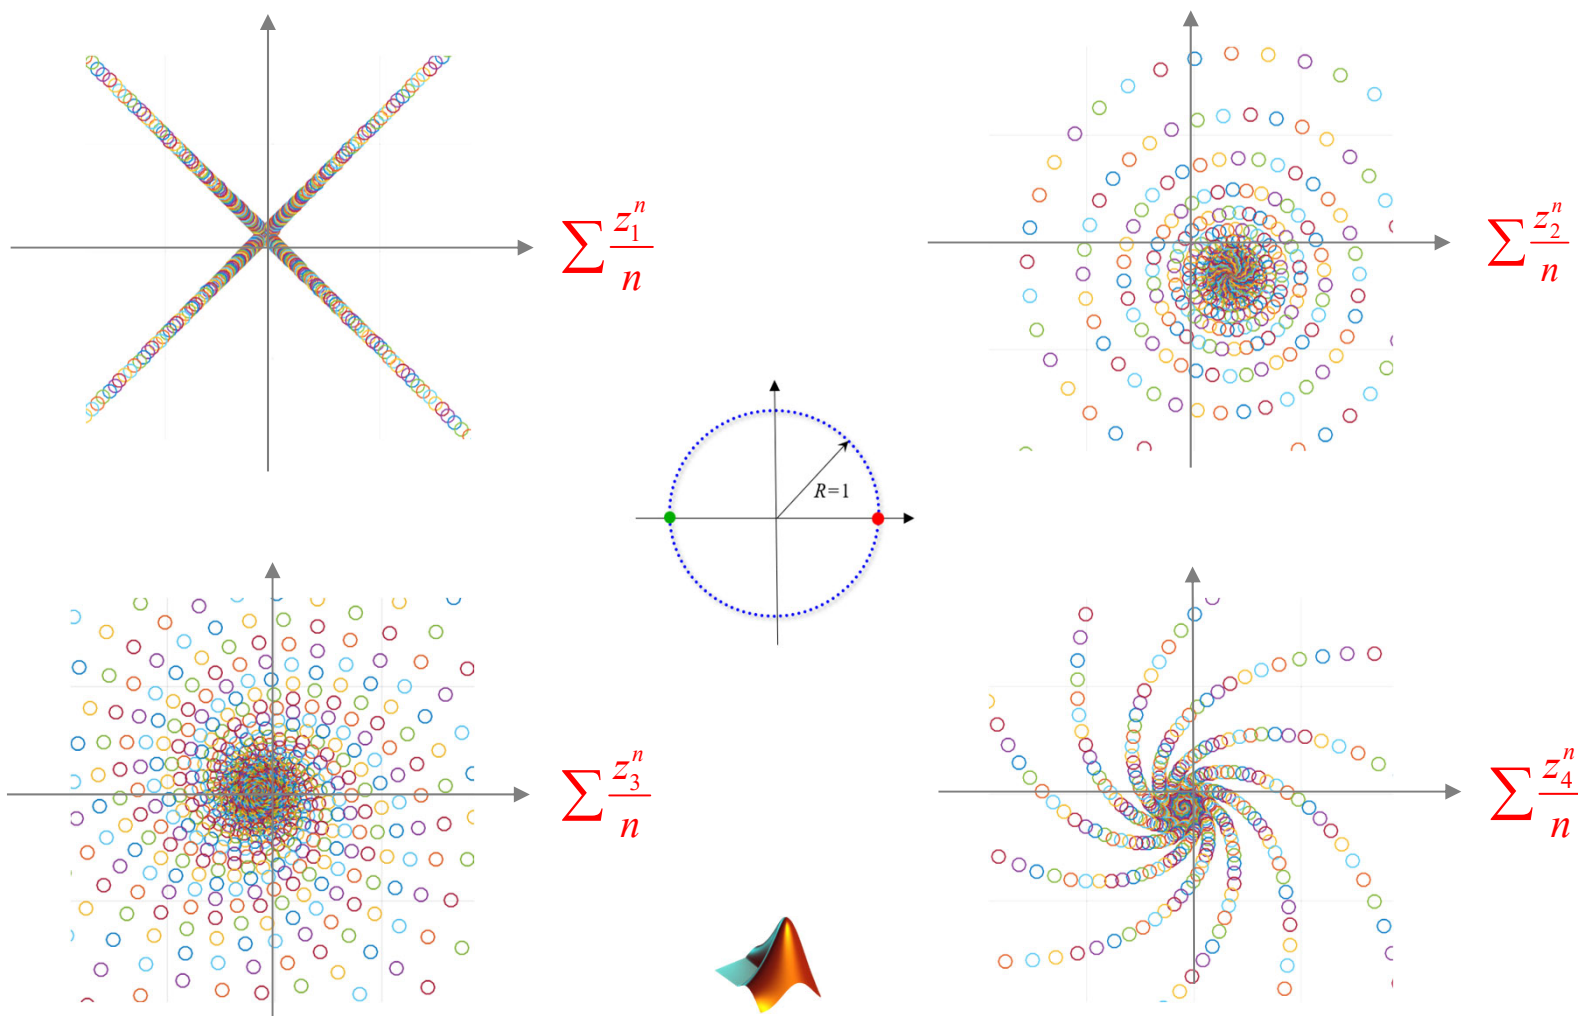 ∑ z₁ⁿ/n
∑ z₂ⁿ/n
R=1
∑ z₃ⁿ/n
∑ z₄ⁿ/n